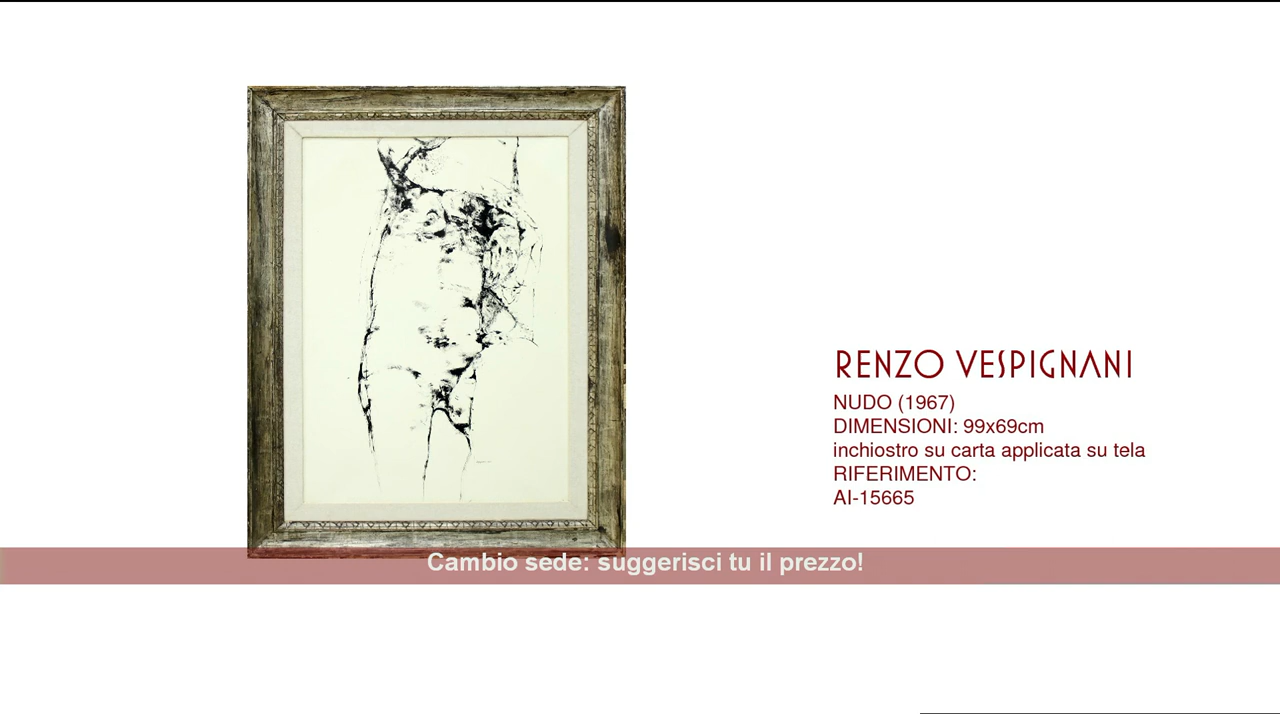 RENZO VESPIGNANI
NUDO (1967)
DIMENSIONI: 99x69cm
inchiostro su carta applicata su tela
RIFERIMENTO:
AI-15665
Cambio sede: suggerisci tu il prezzo!